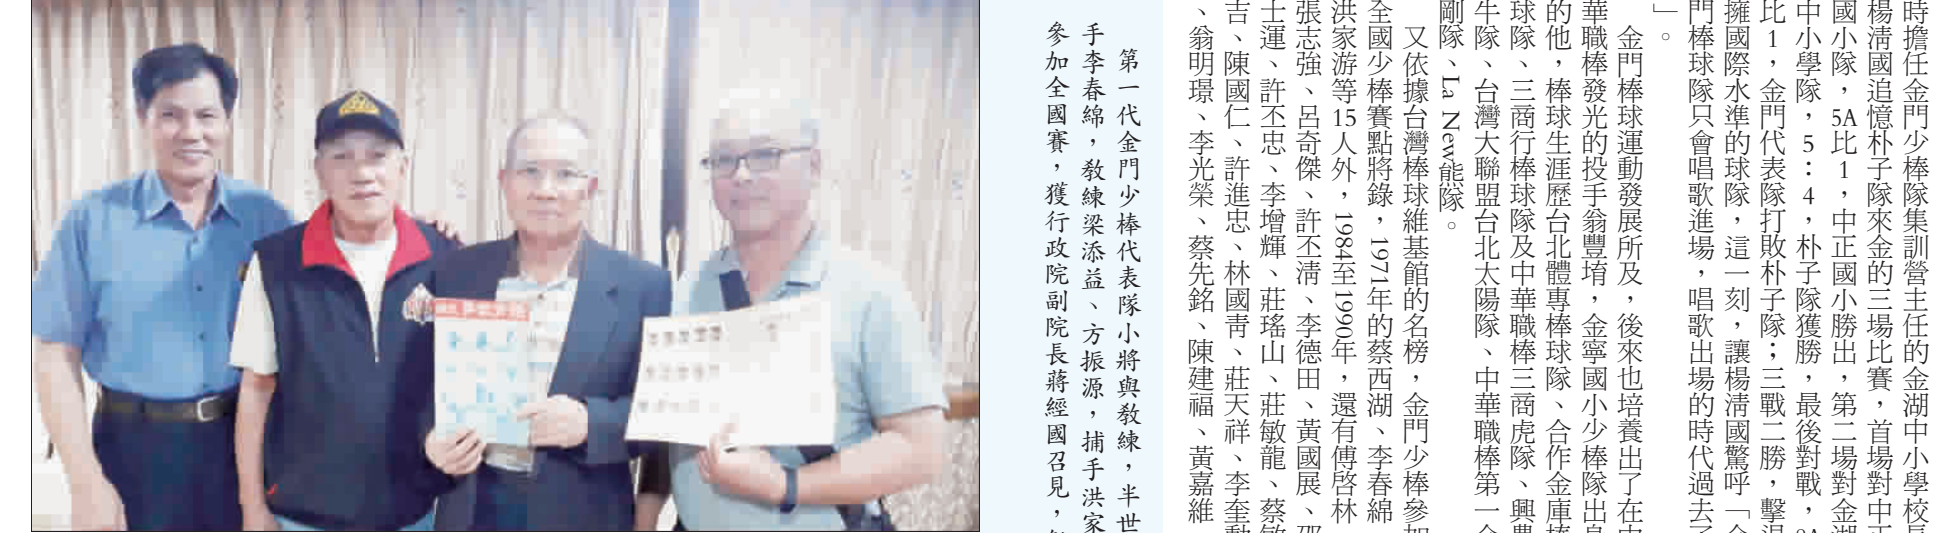 時擔任金門少棒隊集訓營主任的金湖中小學校長
楊清國追憶朴子隊來金的三場比賽，首場對中正
國小隊，5A比1，中正國小勝出，第二場對金湖
中小學隊，5：4，朴子隊獲勝，最後對戰，
比1，金門代表隊打敗朴子隊；三戰二勝，擊退
擁國際水準的球隊，這一刻，讓楊清國驚呼「金
門棒球隊只會唱歌進場，唱歌出場的時代過去了
」。
金門棒球運動發展所及，後來也培養出了在中
華職棒發光的投手翁豐堉，金寧國小少棒隊出身
的他，棒球生涯歷台北體專棒球隊、合作金庫棒
球隊、三商行棒球隊及中華職棒三商虎隊、興農
牛隊、台灣大聯盟台北太陽隊、中華職棒第一金
剛隊、La New熊隊。
又依據台灣棒球維基館的名榜，金門少棒參加
全國少棒賽點將錄，1971年的蔡西湖、李春綿
洪家游等15人外，1984至1990年，還有傅啓林
張志強、呂奇傑、許丕清、李德田、黃國展、邵
士運、許丕忠、李增輝、莊瑤山、莊敏龍、蔡敏
吉、陳國仁、許進忠、林國靑、莊天祥、李奎勳
、翁明璟、李光榮、蔡先銘、陳建福、黃嘉維
第一代金門少棒代表隊小將與教練，半世
手李春綿，教練梁添益、方振源，捕手洪家
參加全國賽，獲行政院副院長蔣經國召見，